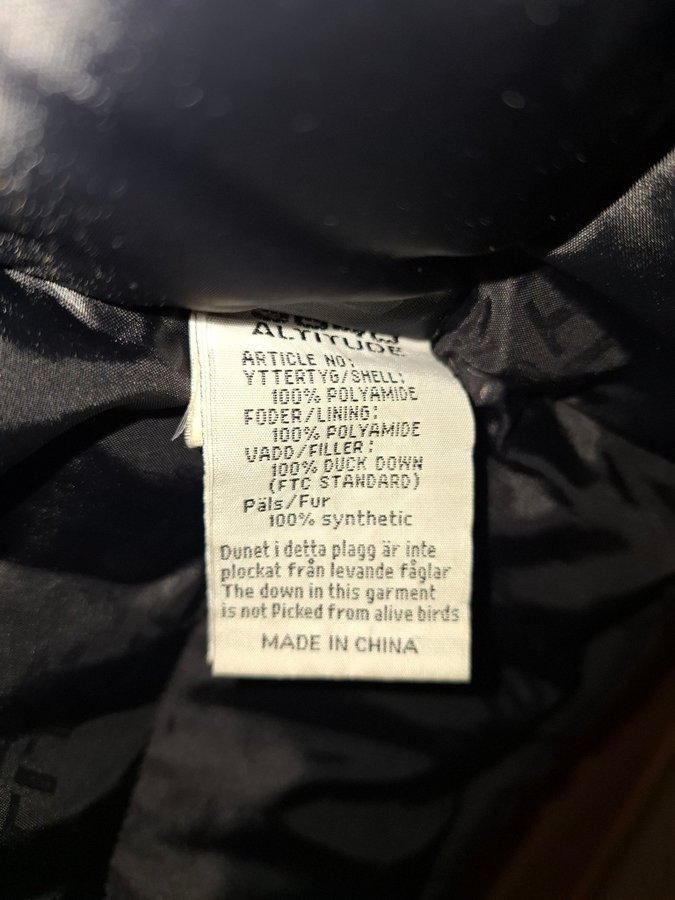 ALTITUDE
ARTICLE NO:
YTTERTYG/SHELL:
100% POLYAMIDE
FODER/LINING:
100% POLYAMIDE
VADD/FILLER:
100% DUCK DOWN
(FTC STANDARD)
Päls/Fur
100% synthetic
Dunet i detta plagg är inte
plockat från levande fåglar
The down in this garment
is not Picked from alive birds
MADE IN CHINA